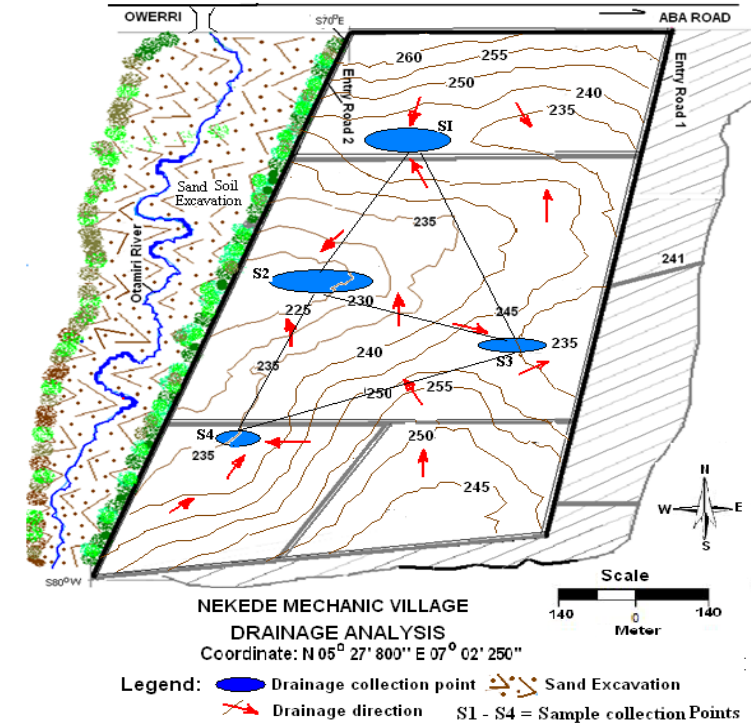 OWERRI
S70°E
ABA ROAD
260
255
250
240
235
Entry Road 2
Entry Road 1
S1
Sand Soil
Excavation
Otamiri River
235
S2
241
225
230
245
235
S3
240
235
250
255
S4
235
250
245
N
W
E
S
S80°W
Scale
140
0
140
Meter
NEKEDE MECHANIC VILLAGE
DRAINAGE ANALYSIS
Coordinate: N 05° 27' 800'' E 07° 02' 250''
Legend: Drainage collection point Sand Excavation
Drainage direction S1 - S4 = Sample collection Points